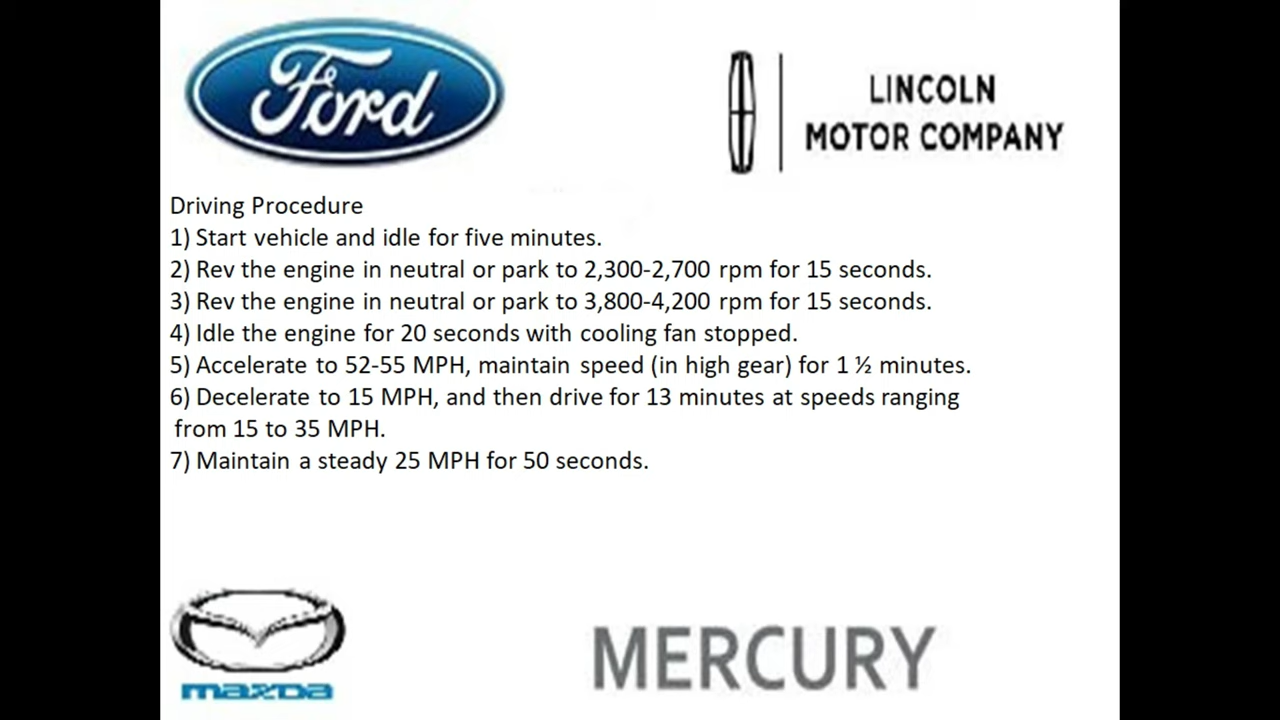 Ford
LINCOLN
MOTOR COMPANY
Driving Procedure
1) Start vehicle and idle for five minutes.
2) Rev the engine in neutral or park to 2,300-2,700 rpm for 15 seconds.
3) Rev the engine in neutral or park to 3,800-4,200 rpm for 15 seconds.
4) Idle the engine for 20 seconds with cooling fan stopped.
5) Accelerate to 52-55 MPH, maintain speed (in high gear) for 1 ½ minutes.
6) Decelerate to 15 MPH, and then drive for 13 minutes at speeds ranging
from 15 to 35 MPH.
7) Maintain a steady 25 MPH for 50 seconds.
mazda
MERCURY